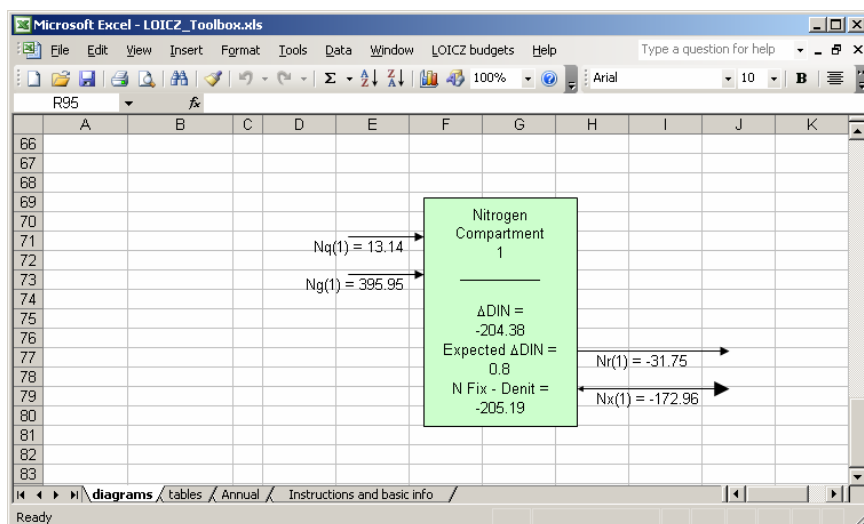 Microsoft Excel - LOICZ_Toolbox.xls
File Edit View Insert Format Tools Data Window LOICZ budgets Help Type a question for help
100% Arial 10 B
R95 fx
A B C D E F G H I J K
66
67
68
69
70 Nitrogen
71 Compartment
Nq(1) = 13.14 1
72
73
Ng(1) = 395.95
74
75 ΔDIN =
76 -204.38
77 Expected ΔDIN =
78 0.8 Nr(1) = -31.75
79 N Fix - Denit =
80 -205.19 Nx(1) = -172.96
81
82
83
diagrams tables Annual Instructions and basic info
Ready